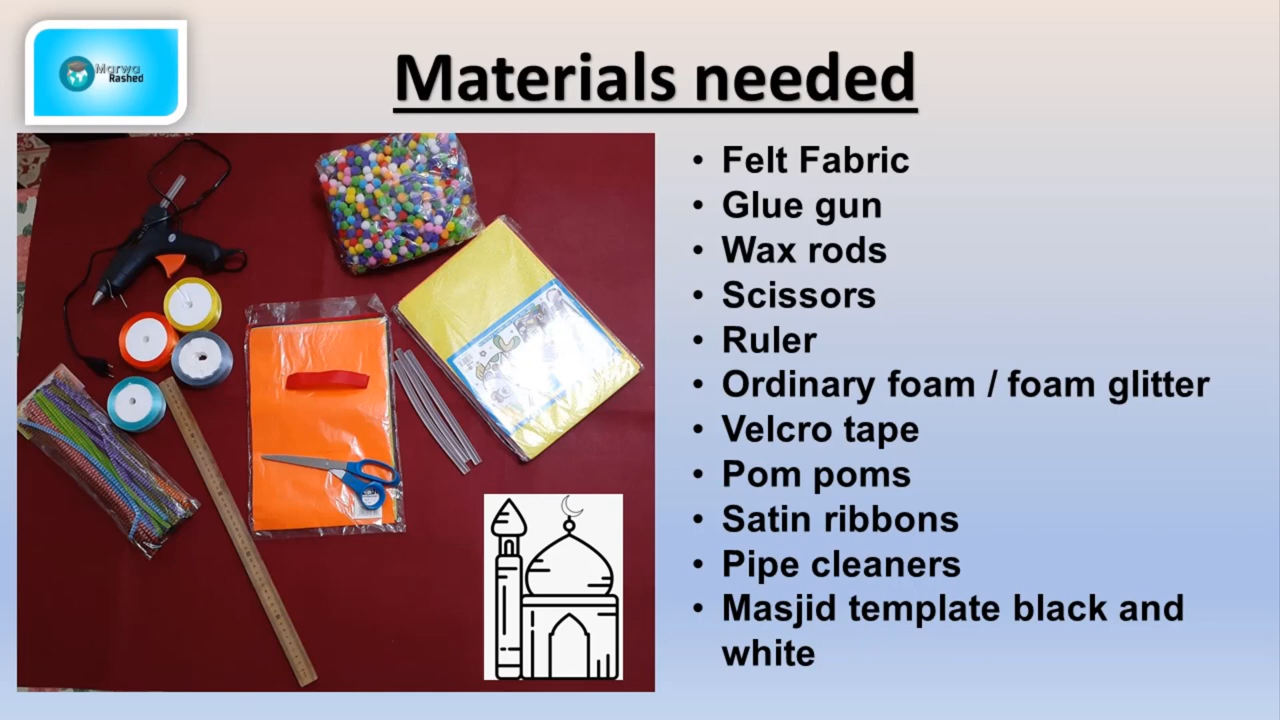 Marwa
Rashed
Materials needed
• Felt Fabric
• Glue gun
• Wax rods
• Scissors
• Ruler
• Ordinary foam / foam glitter
• Velcro tape
• Pom poms
• Satin ribbons
• Pipe cleaners
• Masjid template black and
white